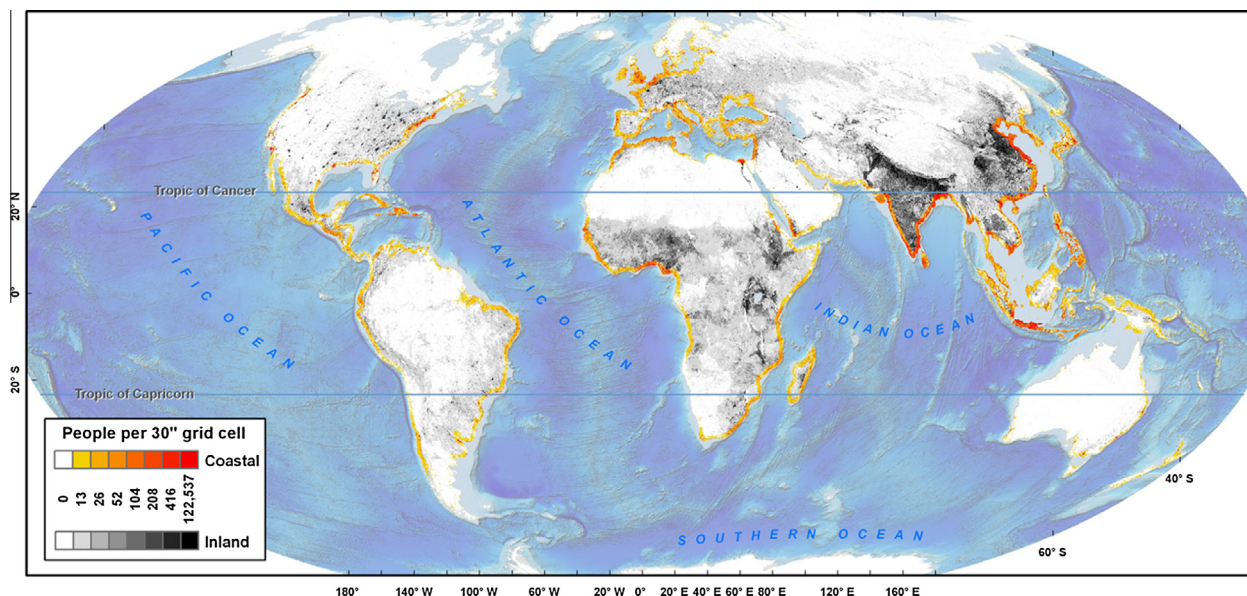 Tropic of Cancer
20° N
PACIFIC OCEAN
ATLANTIC OCEAN
0°
INDIAN OCEAN
20° S
Tropic of Capricorn
People per 30" grid cell
Coastal
0
13
26
52
104
208
416
122,537
Inland
40° S
SOUTHERN OCEAN
60° S
180° 140° W 100° W 60° W 20° W 0° 20° E 40° E 60° E 80° E 120° E 160° E